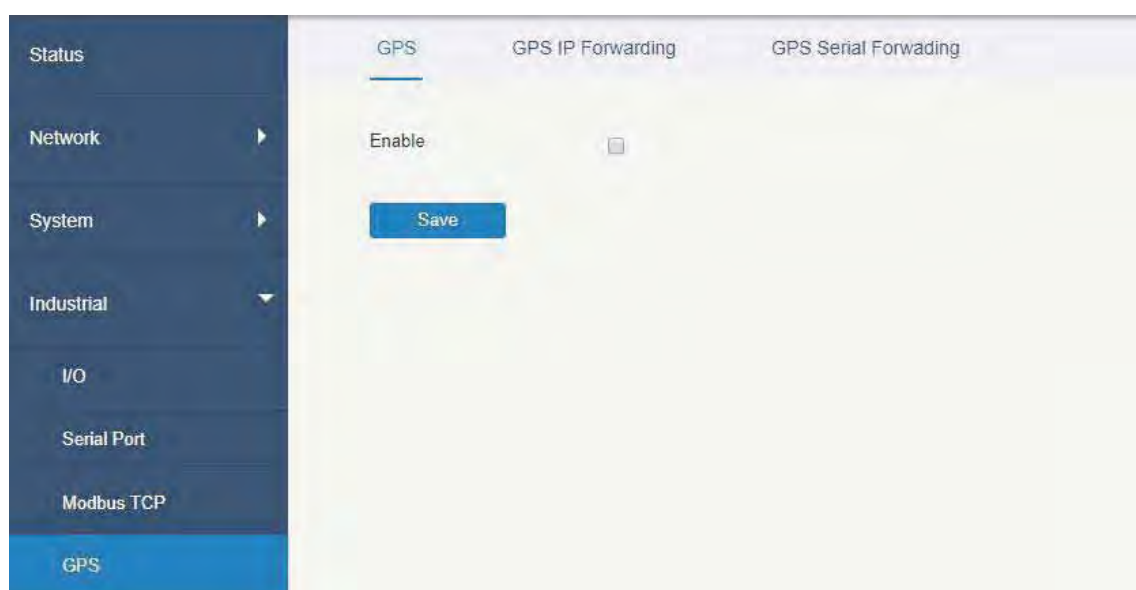 Status
Network
System
Industrial
I/O
Serial Port
Modbus TCP
GPS
GPS GPS IP Forwarding GPS Serial Forwading
Enable
Save